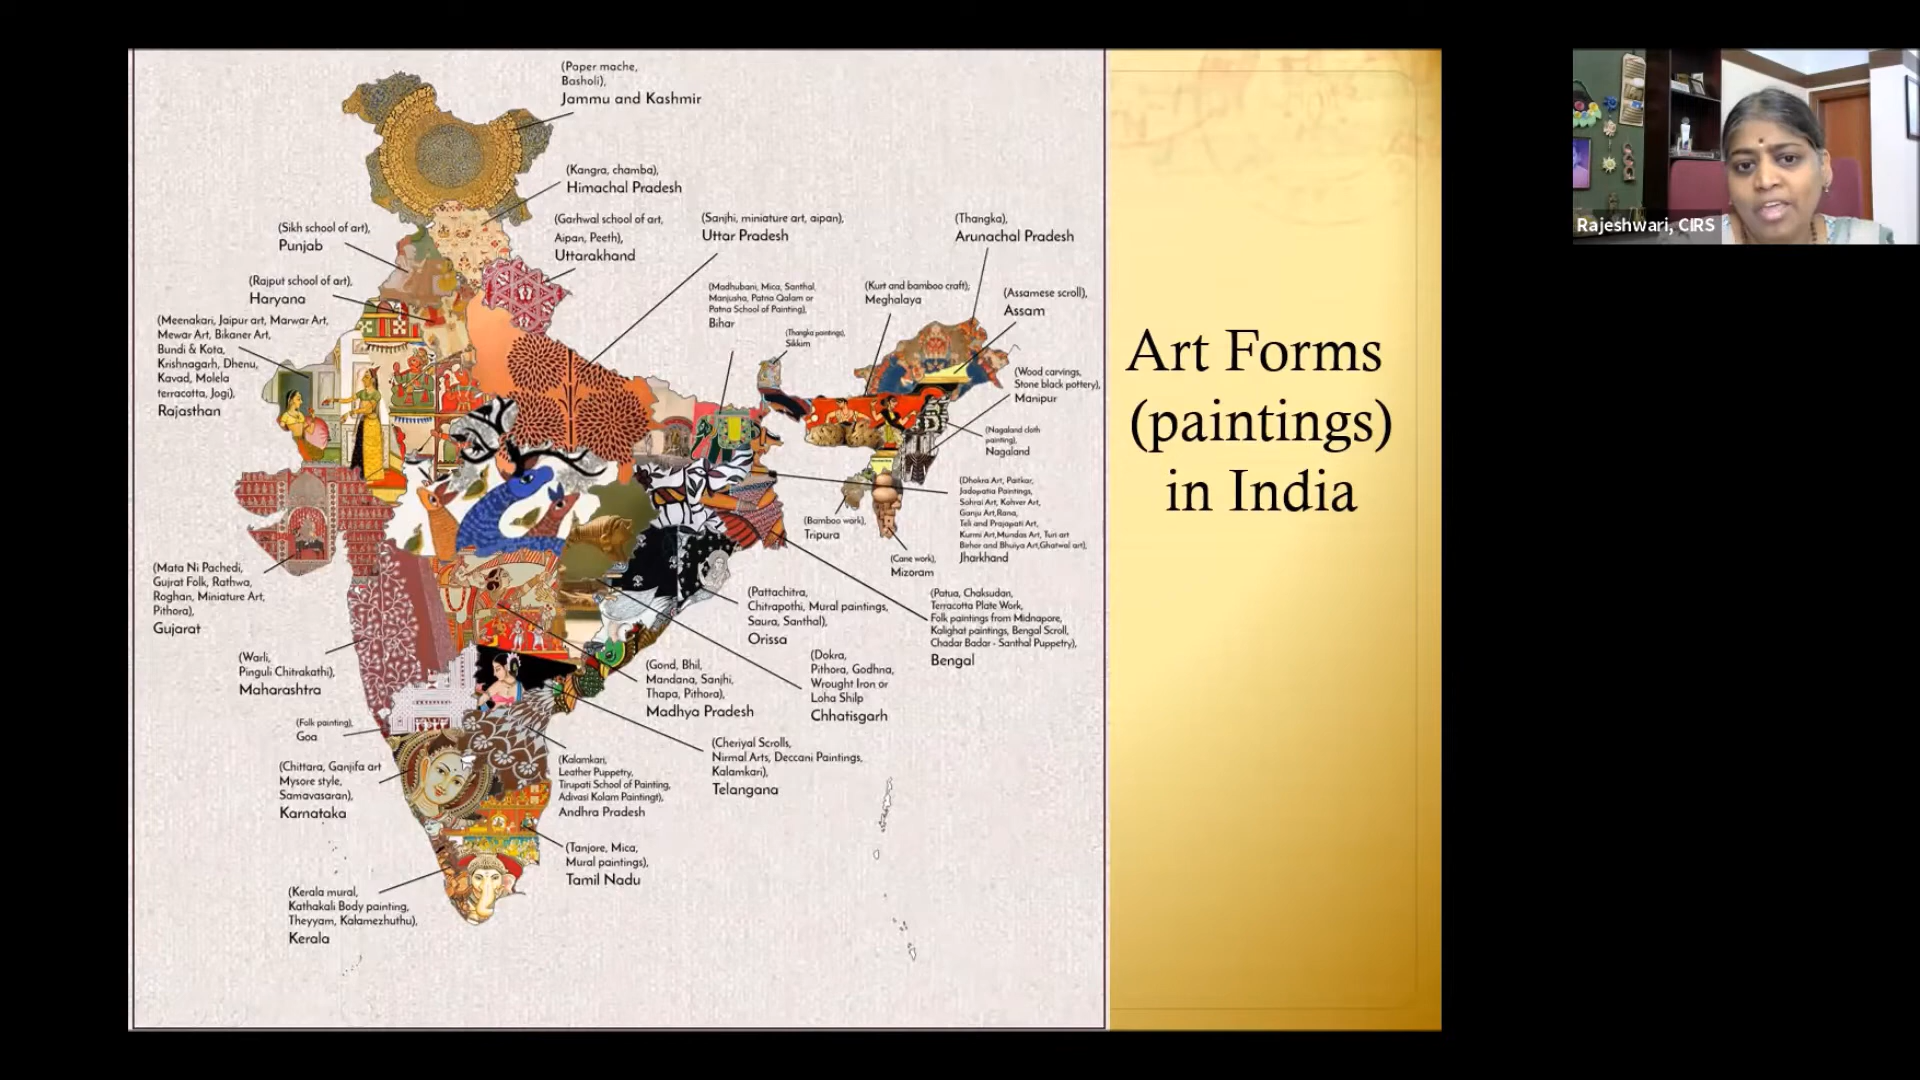 (Paper mache,
Basholi),
Jammu and Kashmir
(Kangra, chamba),
Himachal Pradesh
(Sikh school of art),
Punjab
(Garhwal school of art,
Aipan, Peeth),
Uttarakhand
(Sanjhi, miniature art, aipan),
Uttar Pradesh
(Thangka),
Arunachal Pradesh
(Rajput school of art),
Haryana
(Madhubani, Mica, Santhal,
Manjusha, Patna Qalam or
Patna School of Painting),
Bihar
(Thangka paintings),
Sikkim
(Kurt and bamboo craft),
Meghalaya
(Assamese scroll),
Assam
(Meenakari, Jaipur art, Marwar Art,
Mewar Art, Bikaner Art,
Bundi & Kota,
Krishnagarh, Dhenu,
Kavad, Molela
terracotta, Jogi),
Rajasthan
(Wood carvings,
Stone black pottery),
Manipur
(Nagaland cloth
painting),
Nagaland
(Dhokra Art, Paitkar,
Jadopatia Paintings,
Sohrai Art, Kohver Art,
Ganju Art,Rana,
Teli and Prajapati Art,
Kurmi Art,Mundas Art, Turi art
Birhor and Bhuiya Art,Ghatwal art),
Jharkhand
(Bamboo work),
Tripura
(Cane work),
Mizoram
(Mata Ni Pachedi,
Gujrat Folk, Rathwa,
Roghan, Miniature Art,
Pithora),
Gujarat
(Pattachitra,
Chitrapothi, Mural paintings,
Saura, Santhal),
Orissa
(Patua, Chaksudan,
Terracotta Plate Work,
Folk paintings from Midnapore,
Kalighat paintings, Bengal Scroll,
Chadar Badar - Santhal Puppetry),
Bengal
(Warli,
Pinguli Chitrakathi),
Maharashtra
(Gond, Bhil,
Mandana, Sanjhi,
Thapa, Pithora),
Madhya Pradesh
(Dokra,
Pithora, Godhna,
Wrought Iron or
Loha Shilp
Chhatisgarh
(Folk painting),
Goa
(Chittara, Ganjifa art
Mysore style,
Samavasaran),
Karnataka
(Kalamkari,
Leather Puppetry,
Tirupati School of Painting,
Adivasi Kolam Paintingt),
Andhra Pradesh
(Cheriyal Scrolls,
Nirmal Arts, Deccani Paintings,
Kalamkari),
Telangana
(Tanjore, Mica,
Mural paintings),
Tamil Nadu
(Kerala mural,
Kathakali Body painting,
Theyyam, Kalamezhuthu),
Kerala
Art Forms
(paintings)
in India
Rajeshwari, CIRS